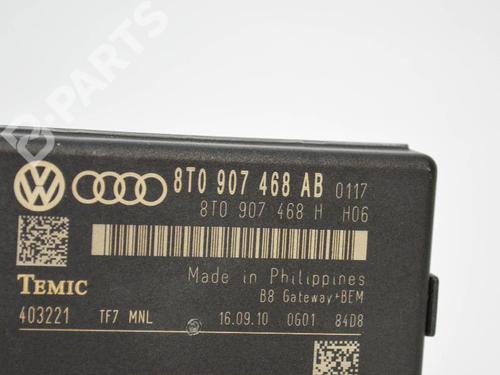 B-PARTS
8T0 907 468 AB 0117
8T0 907 468 H H06
Made in Philippines
TEMIC
B8 Gateway+BEM
403221 TF7 MNL 16.09.10 0601 84D8